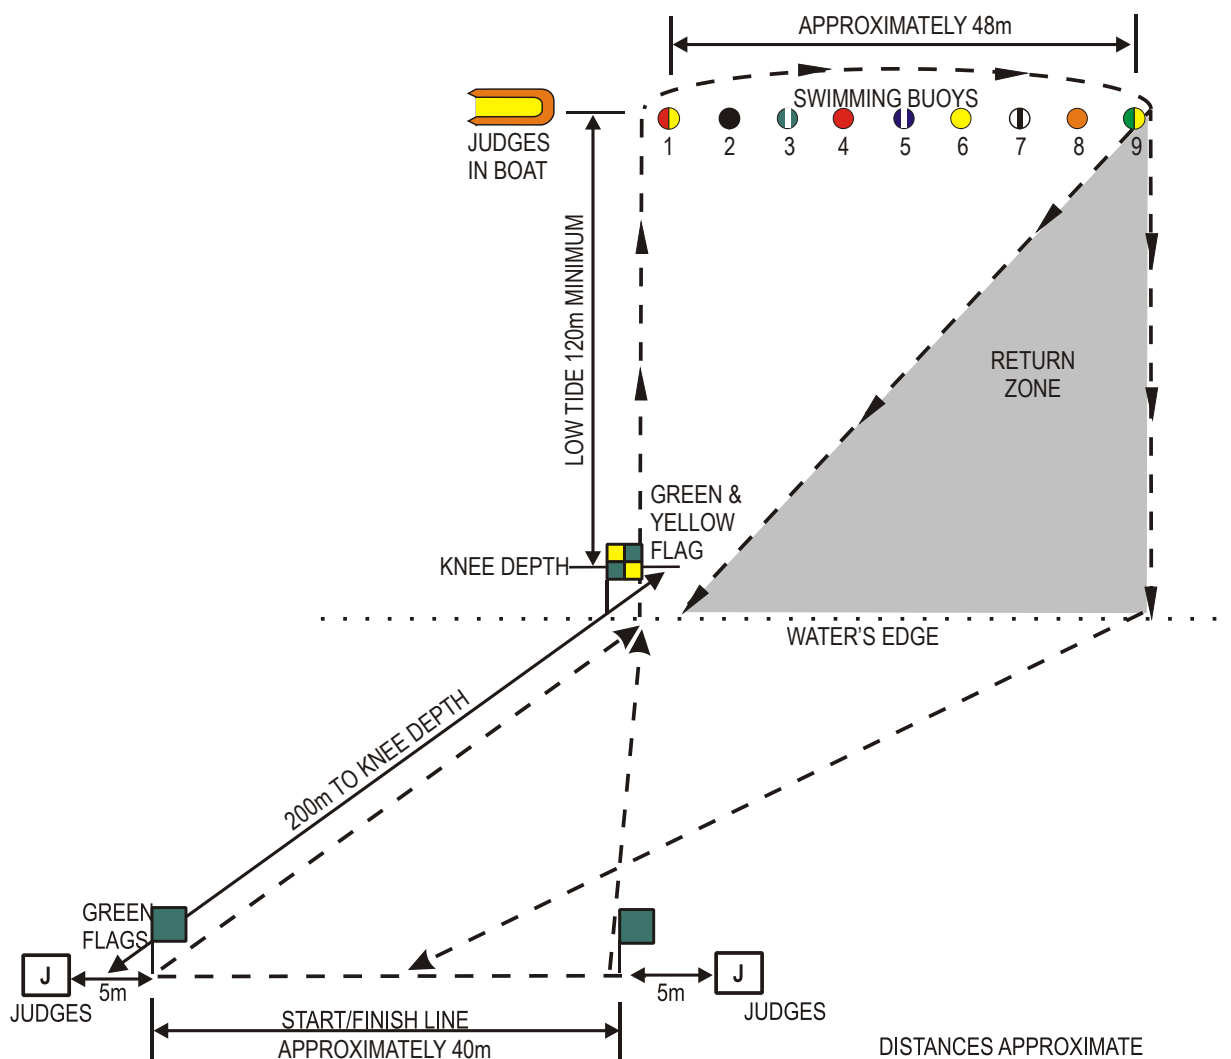 APPROXIMATELY 48m
SWIMMING BUOYS
1 2 3 4 5 6 7 8 9
JUDGES
IN BOAT
LOW TIDE 120m MINIMUM
RETURN
ZONE
GREEN &
YELLOW
FLAG
KNEE DEPTH
WATER'S EDGE
200m TO KNEE DEPTH
GREEN
FLAGS
J
JUDGES
5m
J
JUDGES
5m
START/FINISH LINE
APPROXIMATELY 40m
DISTANCES APPROXIMATE